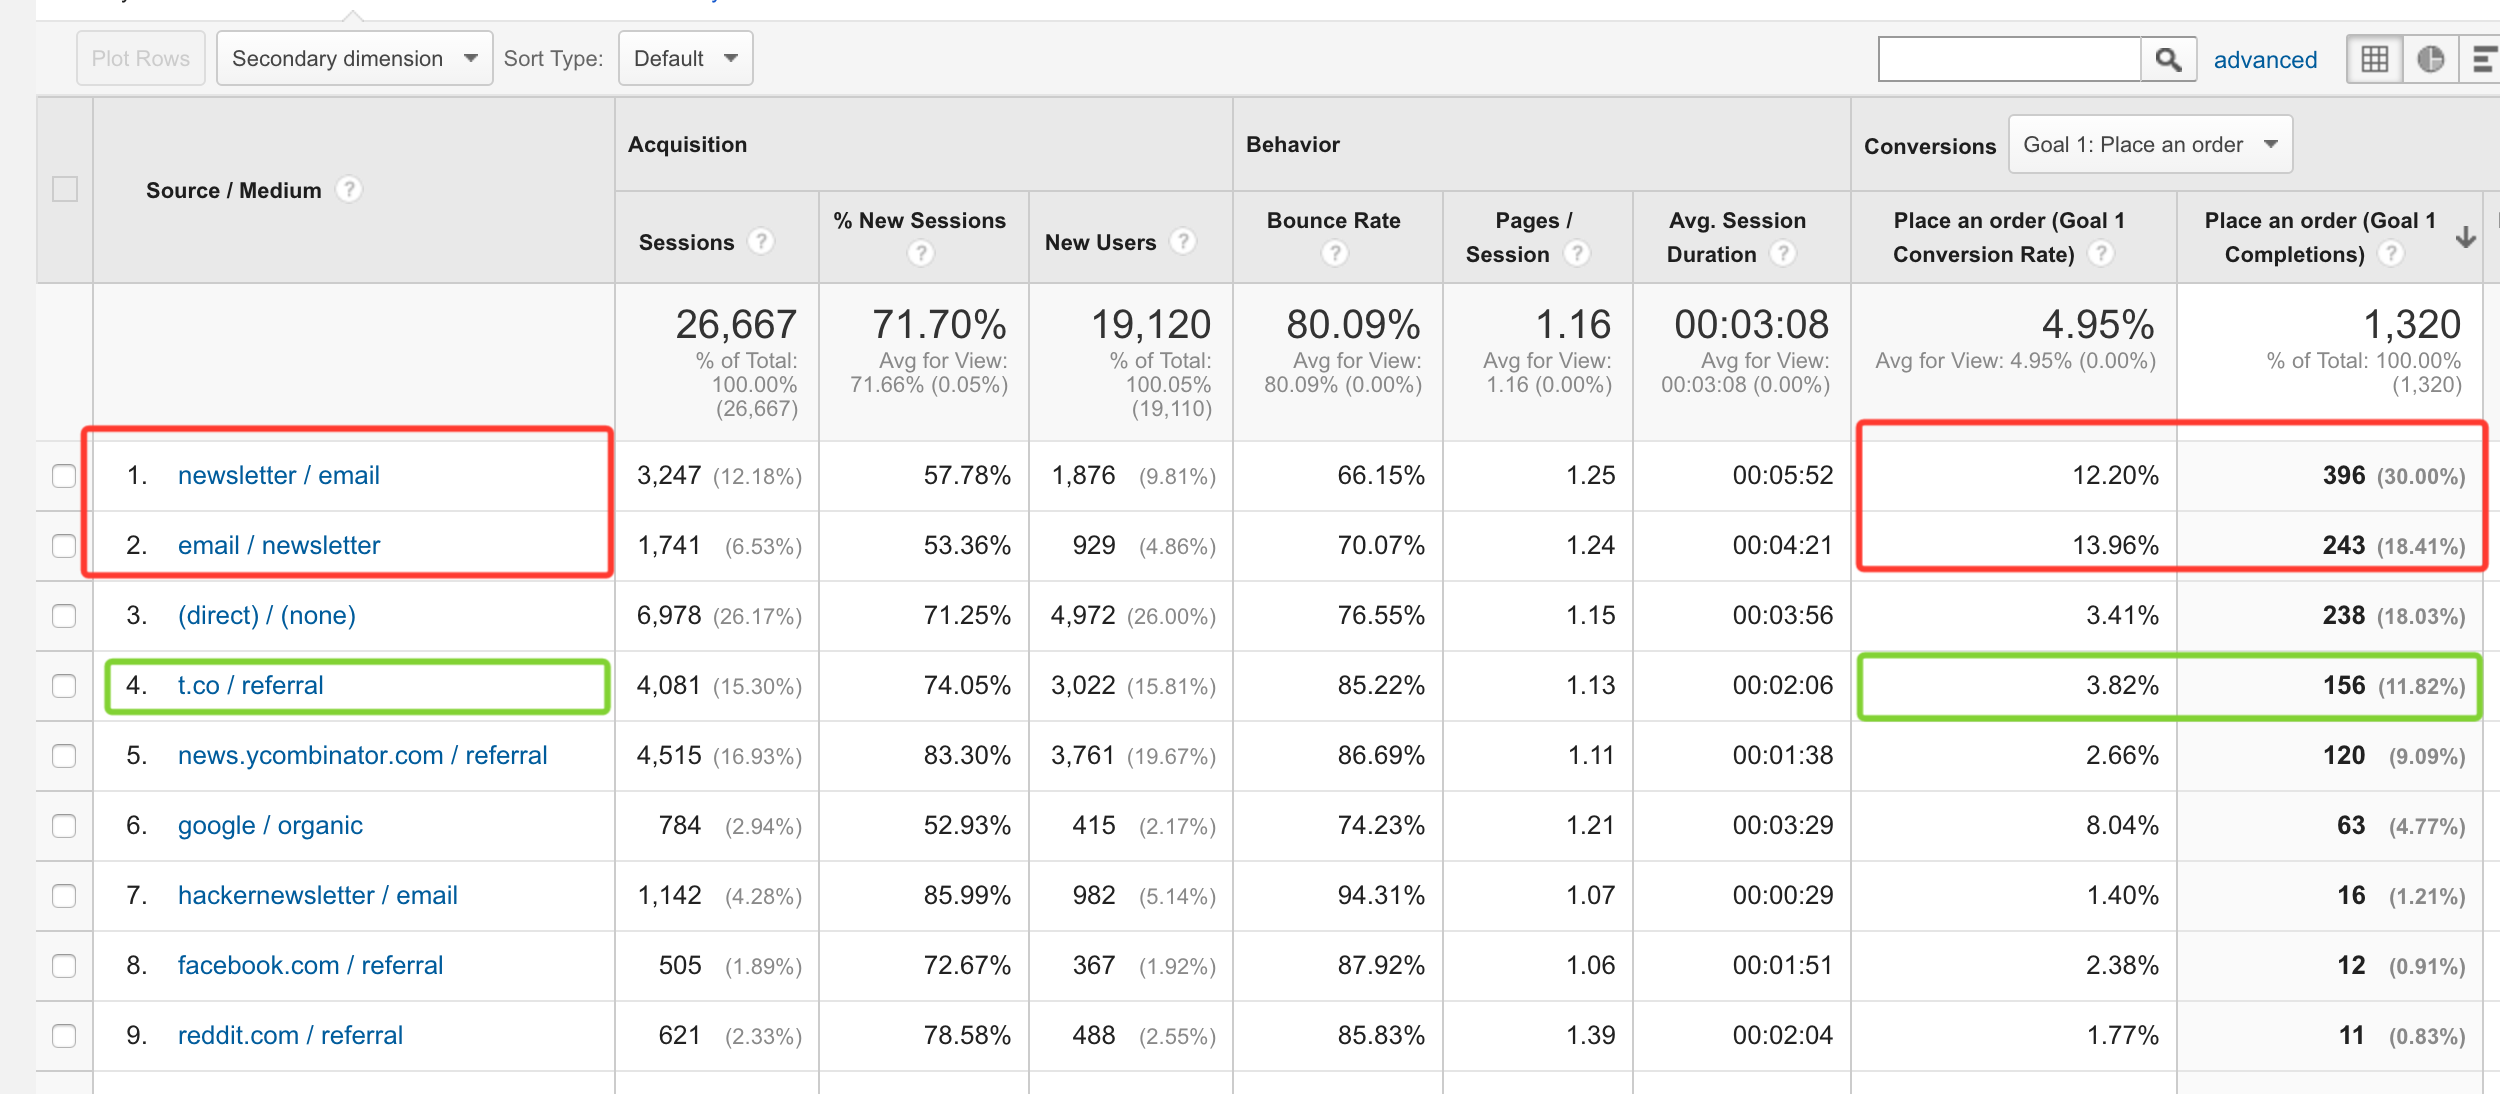 Plot Rows Secondary dimension Sort Type: Default advanced
Source / Medium Acquisition Behavior Conversions Goal 1: Place an order
Sessions % New Sessions New Users Bounce Rate Pages / Session Avg. Session Duration Place an order (Goal 1 Conversion Rate) Place an order (Goal 1 Completions)
26,667 71.70% 19,120 80.09% 1.16 00:03:08 4.95% 1,320
% of Total: Avg for View: % of Total: Avg for View: Avg for View: Avg for View: Avg for View: 4.95% (0.00%) % of Total: 100.00%
100.00% 71.66% (0.05%) 100.05% 80.09% (0.00%) 1.16 (0.00%) 00:03:08 (0.00%) (1,320)
(26,667) (19,110)
1. newsletter / email 3,247 (12.18%) 57.78% 1,876 (9.81%) 66.15% 1.25 00:05:52 12.20% 396 (30.00%)
2. email / newsletter 1,741 (6.53%) 53.36% 929 (4.86%) 70.07% 1.24 00:04:21 13.96% 243 (18.41%)
3. (direct) / (none) 6,978 (26.17%) 71.25% 4,972 (26.00%) 76.55% 1.15 00:03:56 3.41% 238 (18.03%)
4. t.co / referral 4,081 (15.30%) 74.05% 3,022 (15.81%) 85.22% 1.13 00:02:06 3.82% 156 (11.82%)
5. news.ycombinator.com / referral 4,515 (16.93%) 83.30% 3,761 (19.67%) 86.69% 1.11 00:01:38 2.66% 120 (9.09%)
6. google / organic 784 (2.94%) 52.93% 415 (2.17%) 74.23% 1.21 00:03:29 8.04% 63 (4.77%)
7. hackernewsletter / email 1,142 (4.28%) 85.99% 982 (5.14%) 94.31% 1.07 00:00:29 1.40% 16 (1.21%)
8. facebook.com / referral 505 (1.89%) 72.67% 367 (1.92%) 87.92% 1.06 00:01:51 2.38% 12 (0.91%)
9. reddit.com / referral 621 (2.33%) 78.58% 488 (2.55%) 85.83% 1.39 00:02:04 1.77% 11 (0.83%)